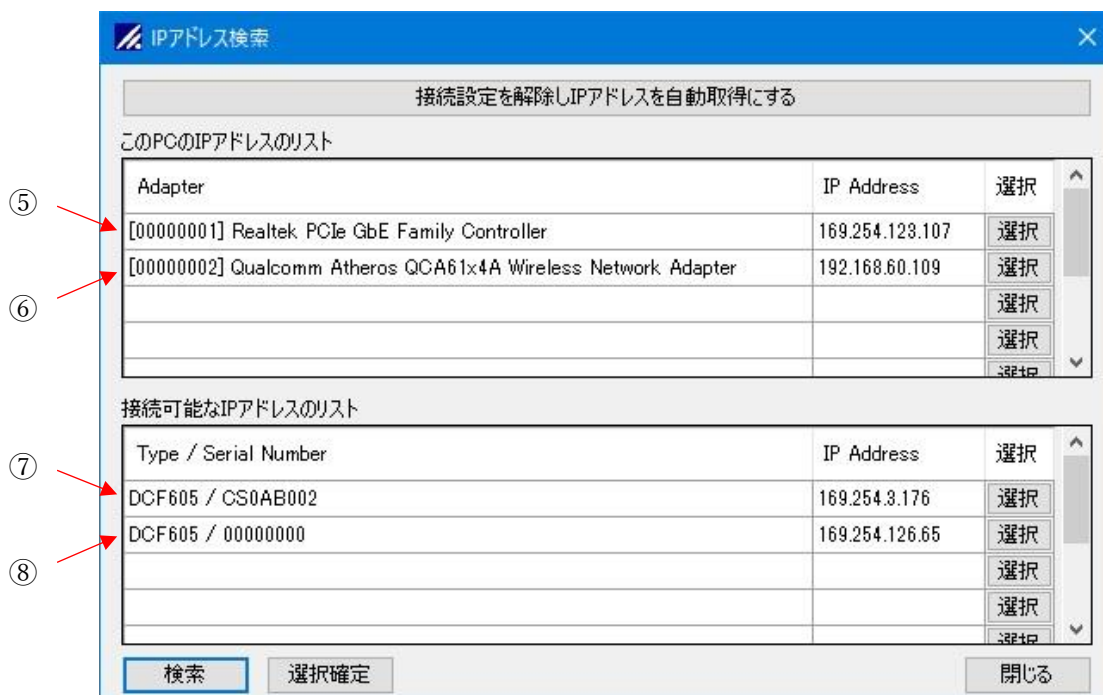 IPアドレス検索
接続設定を解除しIPアドレスを自動取得にする
このPCのIPアドレスのリスト
Adapter IP Address 選択
⑤ [00000001] Realtek PCIe GbE Family Controller 169.254.123.107 選択
⑥ [00000002] Qualcomm Atheros QCA61x4A Wireless Network Adapter 192.168.60.109 選択
選択
選択
選択
接続可能なIPアドレスのリスト
Type / Serial Number IP Address 選択
⑦ DCF605 / CS0AB002 169.254.3.176 選択
⑧ DCF605 / 00000000 169.254.126.65 選択
選択
選択
選択
検索 選択確定 閉じる